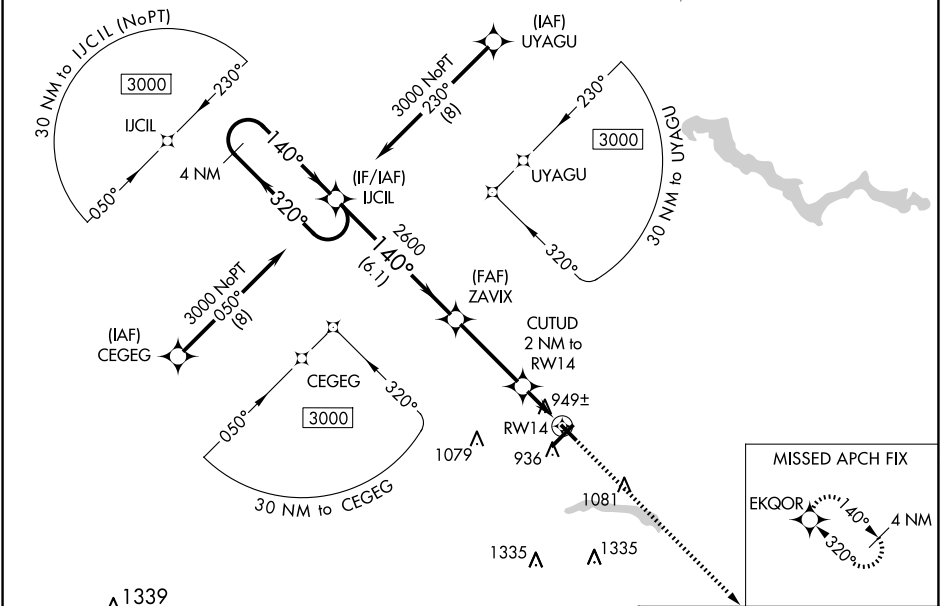 30 NM to IJCIL (NoPT)
3000
230°
IJCIL
050°
(IAF)
UYAGU
3000 NoPT
230°
(8)
230°
3000
UYAGU
320°
30 NM to UYAGU
140°
4 NM
320°
(IF/IAF)
IJCIL
2600
140°
(6.1)
3000 NoPT
050°
(8)
(IAF)
CEGEG
(FAF)
ZAVIX
CUTUD
2 NM to
RW14
CEGEG
050°
320°
3000
30 NM to CEGEG
949±
RW14
1079
936
1081
1335
1335
1339
MISSED APCH FIX
EKQOR
140°
4 NM
320°